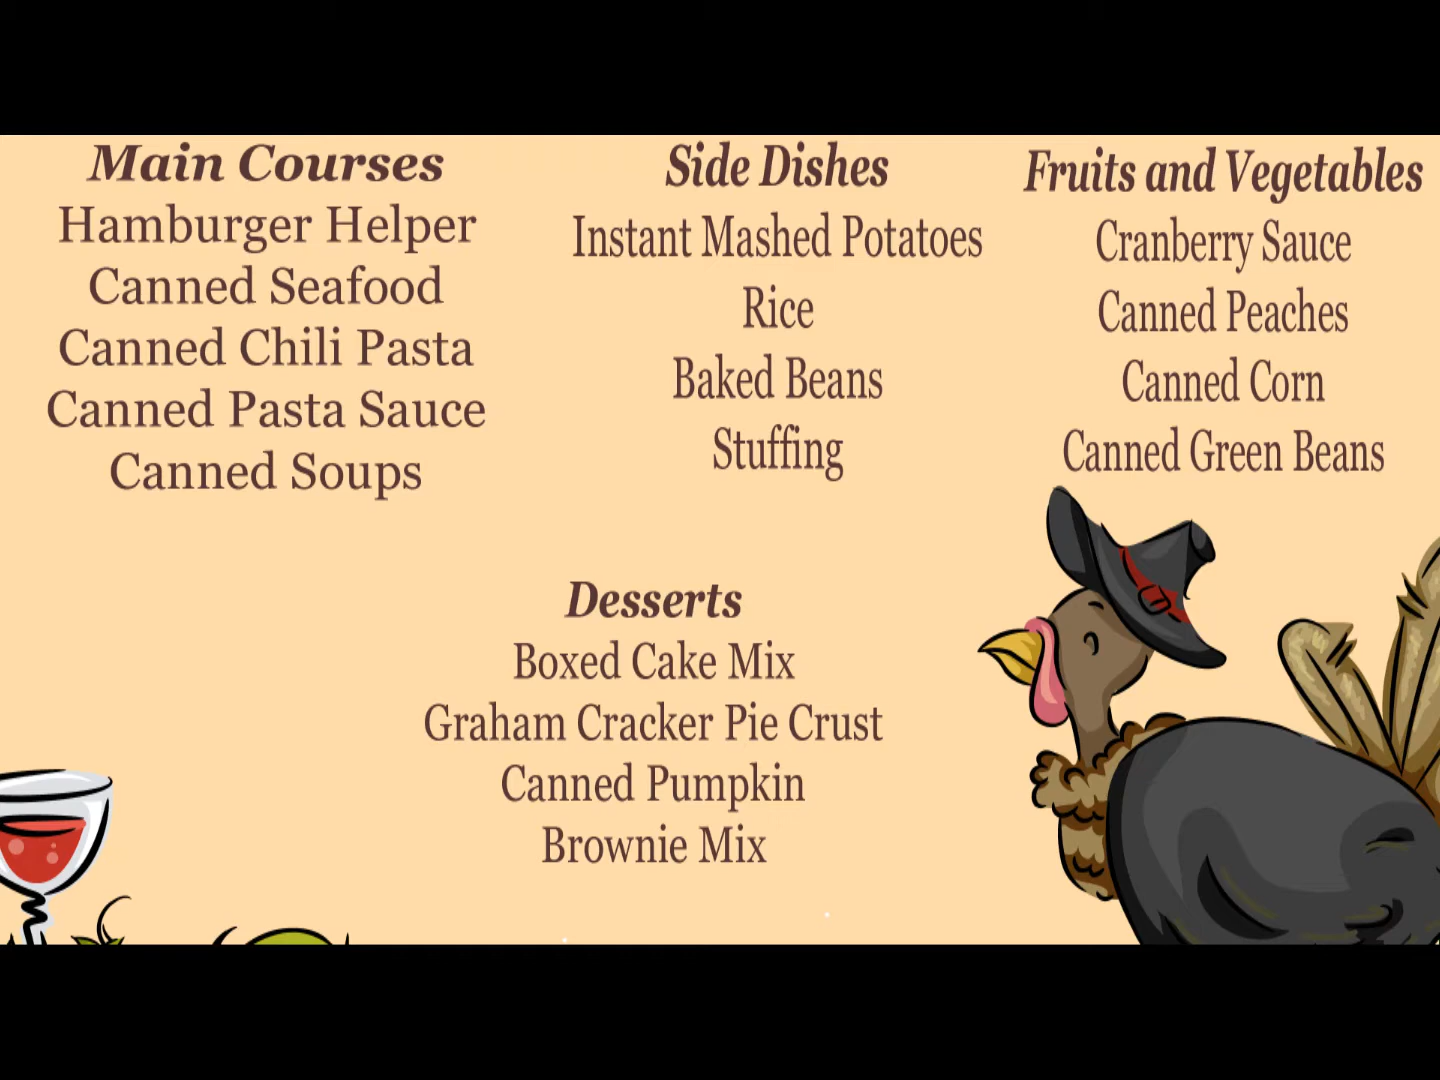 Main Courses
Hamburger Helper
Canned Seafood
Canned Chili Pasta
Canned Pasta Sauce
Canned Soups
Side Dishes
Instant Mashed Potatoes
Rice
Baked Beans
Stuffing
Fruits and Vegetables
Cranberry Sauce
Canned Peaches
Canned Corn
Canned Green Beans
Desserts
Boxed Cake Mix
Graham Cracker Pie Crust
Canned Pumpkin
Brownie Mix